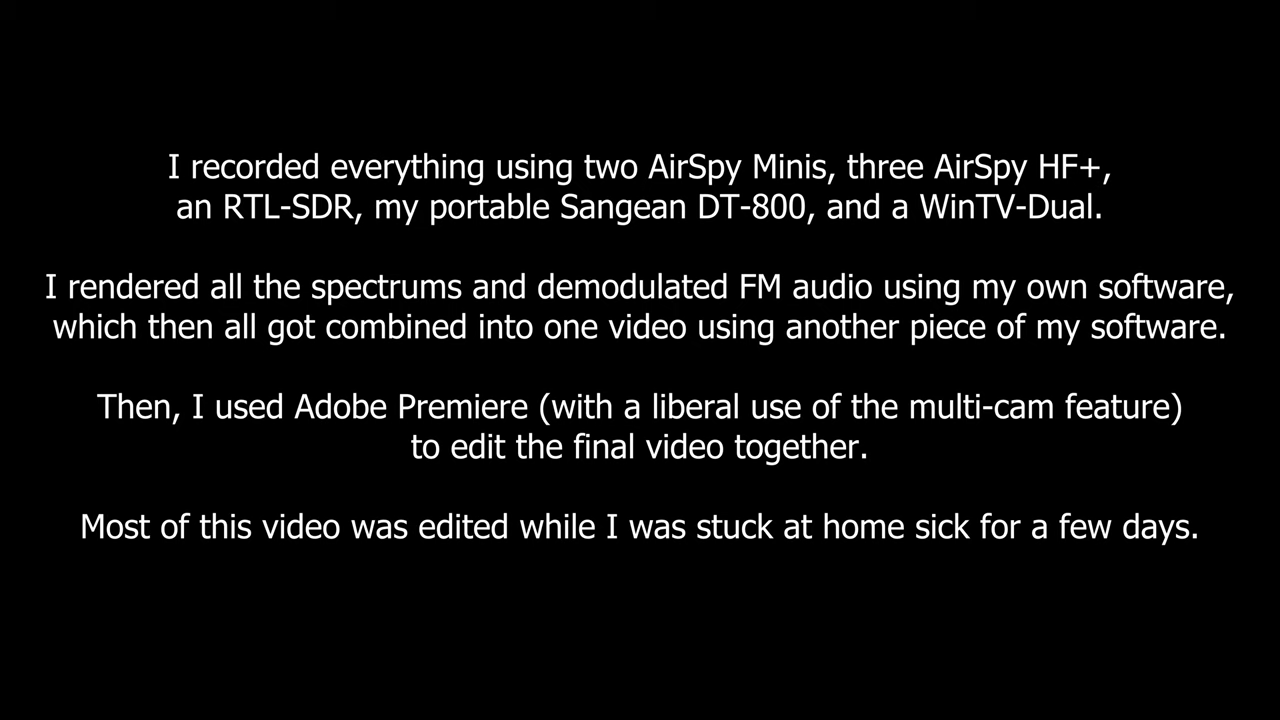 I recorded everything using two AirSpy Minis, three AirSpy HF+,
an RTL-SDR, my portable Sangean DT-800, and a WinTV-Dual.
I rendered all the spectrums and demodulated FM audio using my own software,
which then all got combined into one video using another piece of my software.
Then, I used Adobe Premiere (with a liberal use of the multi-cam feature)
to edit the final video together.
Most of this video was edited while I was stuck at home sick for a few days.